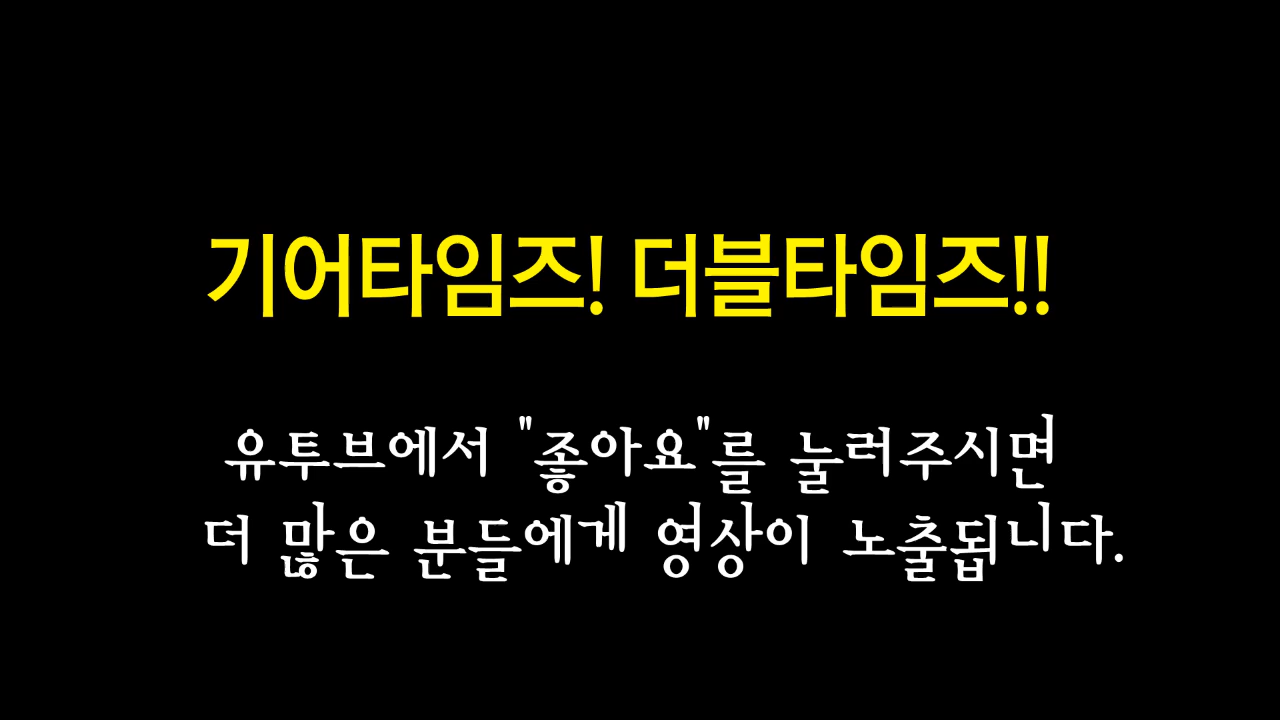 기어타임즈! 더블타임즈!!
유투브에서 "좋아요"를 눌러주시면
더 많은 분들에게 영상이 노출됩니다.